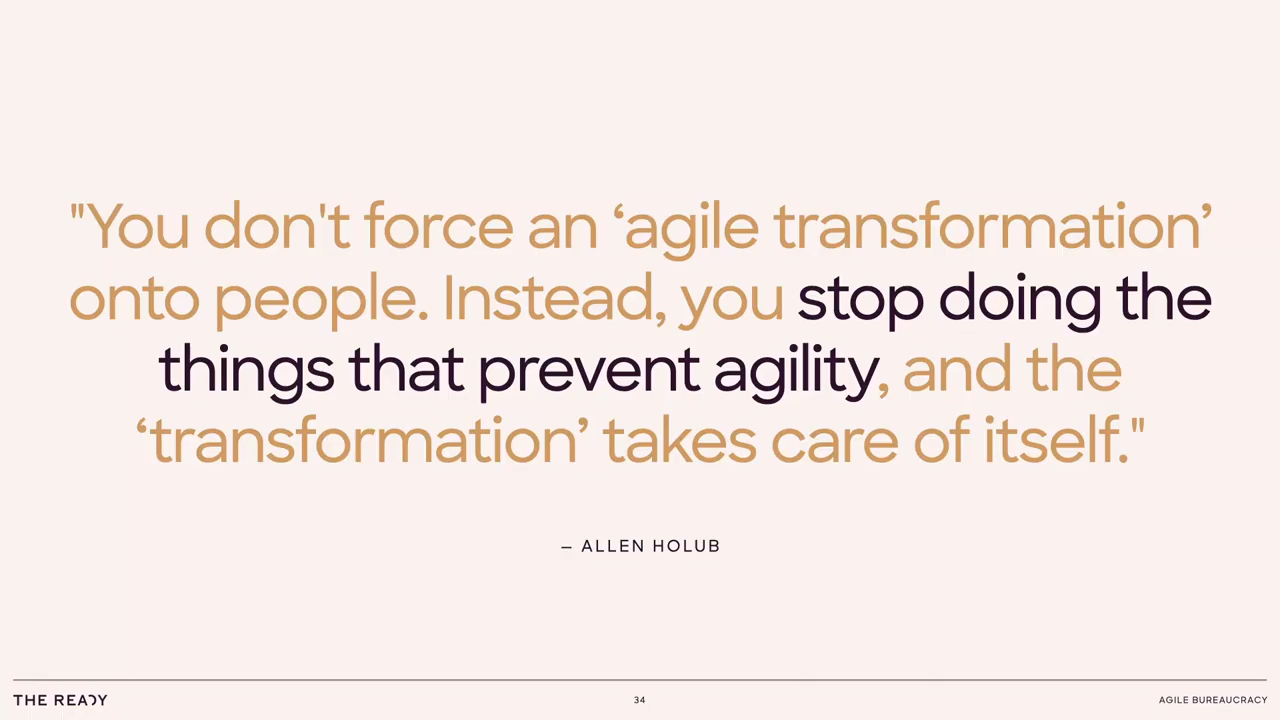 "You don't force an ‘agile transformation’
onto people. Instead, you stop doing the
things that prevent agility, and the
‘transformation’ takes care of itself."
– ALLEN HOLUB
THE READY
34
AGILE BUREAUCRACY